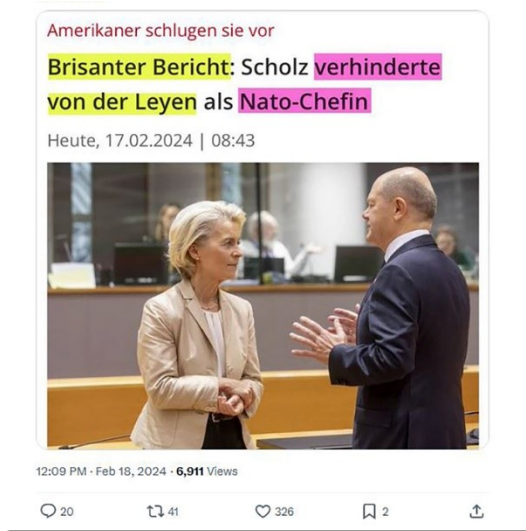 Amerikaner schlugen sie vor
Brisanter Bericht: Scholz verhinderte
von der Leyen als Nato-Chefin
Heute, 17.02.2024 | 08:43
12:09 PM · Feb 18, 2024 · 6,911 Views
20 41 326 2